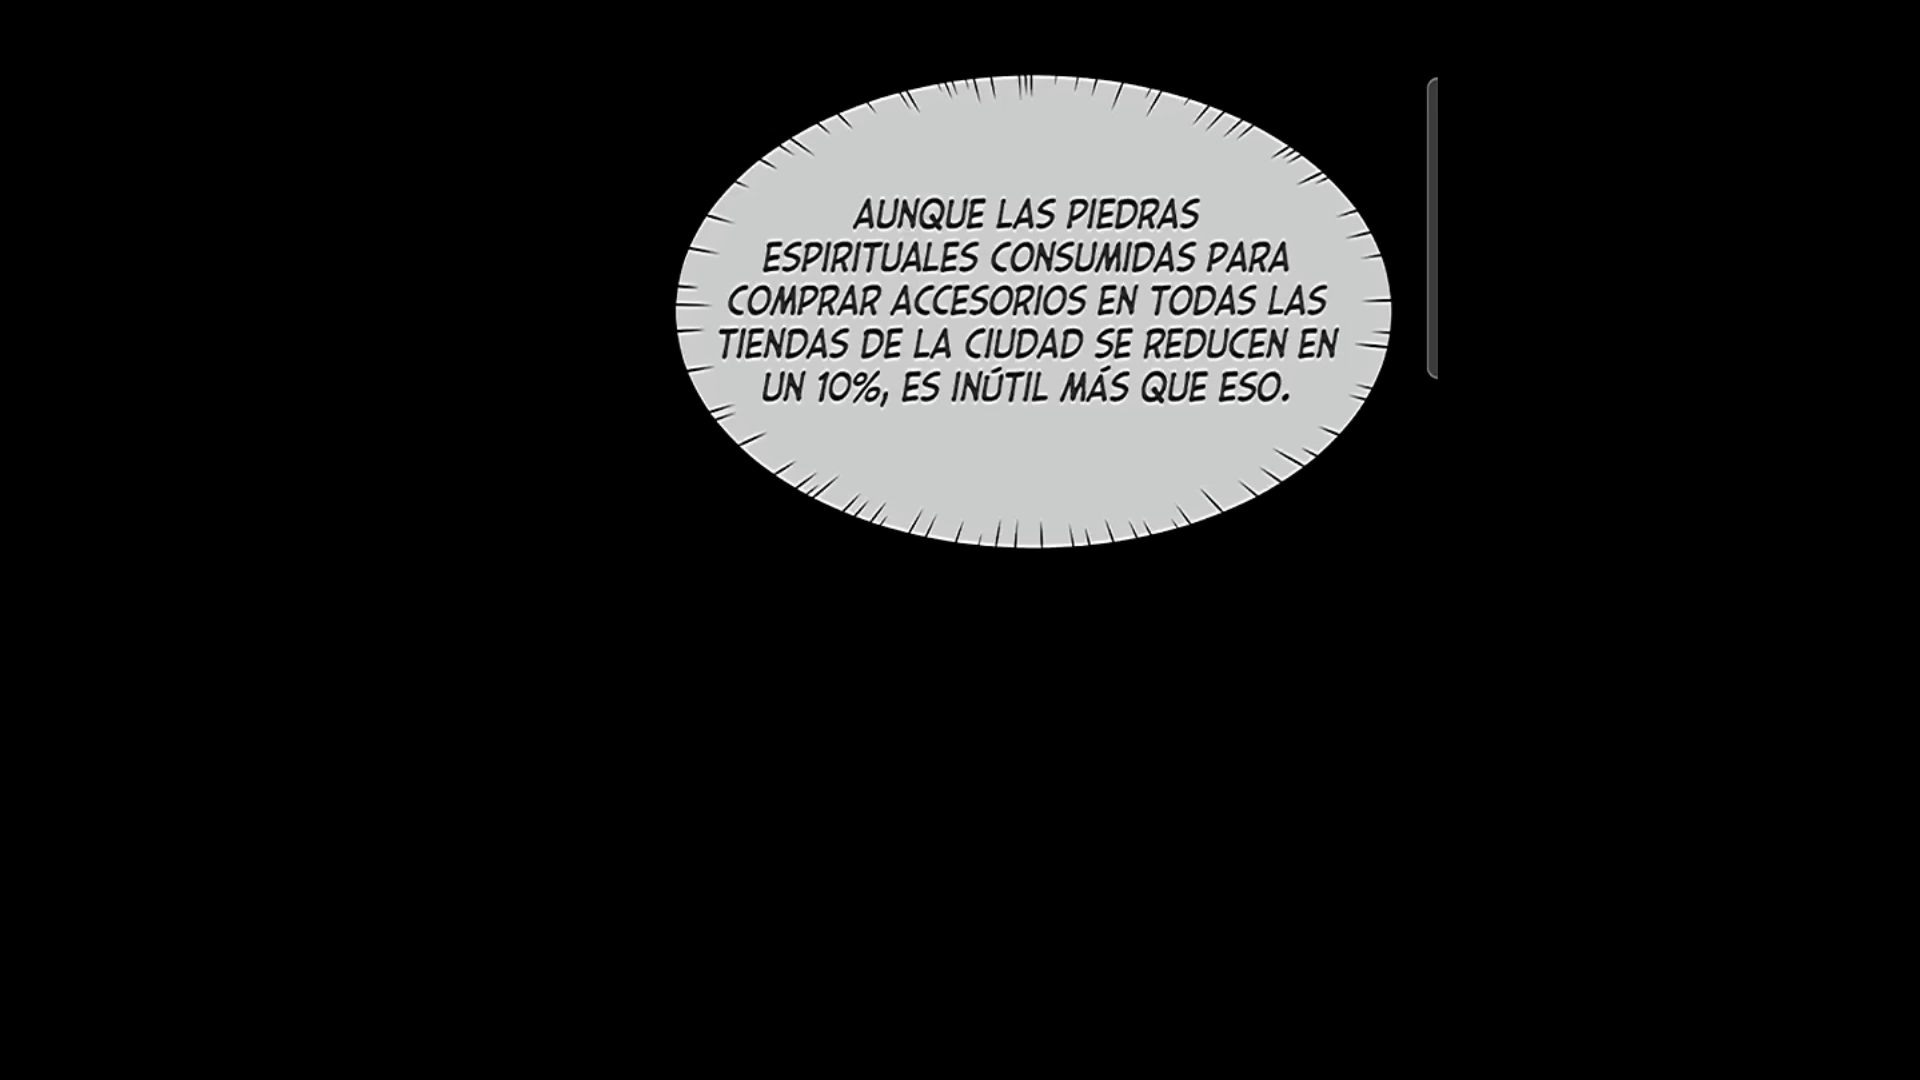 AUNQUE LAS PIEDRAS
ESPIRITUALES CONSUMIDAS PARA
COMPRAR ACCESORIOS EN TODAS LAS
TIENDAS DE LA CIUDAD SE REDUCEN EN
UN 10%, ES INÚTIL MÁS QUE ESO.